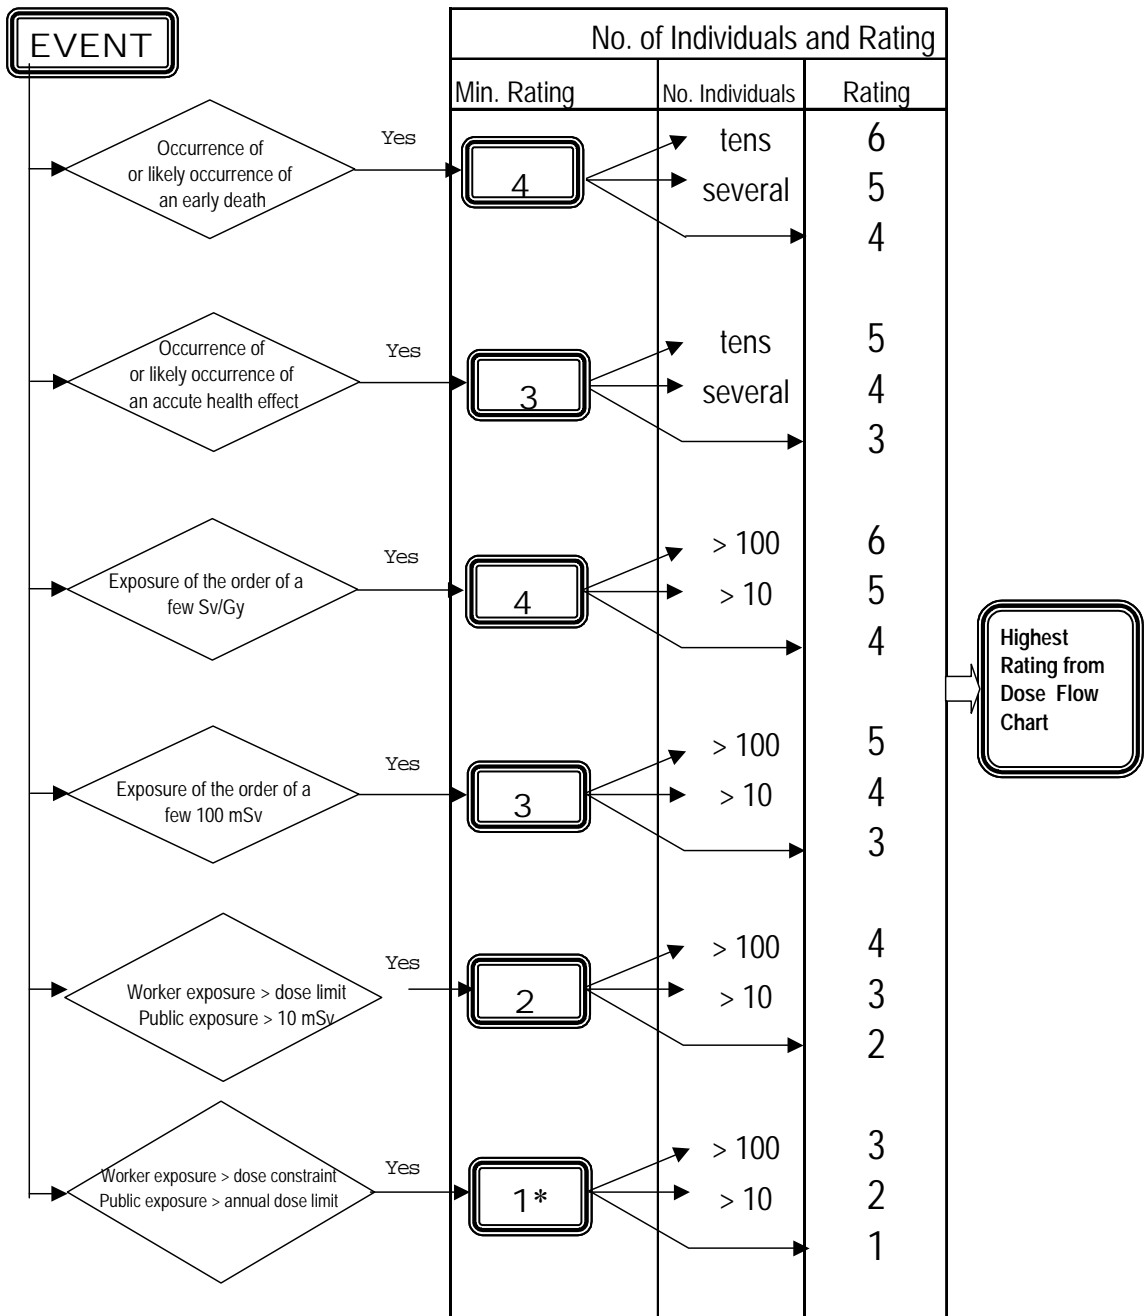 EVENT
No. of Individuals and Rating
Min. Rating
No. Individuals
Rating
Occurrence of
or likely occurrence of
an early death
Yes
4
tens
6
several
5
4
Occurrence of
or likely occurrence of
an accute health effect
Yes
3
tens
5
several
4
3
Exposure of the order of a
few Sv/Gy
Yes
4
> 100
6
> 10
5
4
Exposure of the order of a
few 100 mSv
Yes
3
> 100
5
> 10
4
3
Worker exposure > dose limit
Public exposure > 10 mSv
Yes
2
> 100
4
> 10
3
2
Worker exposure > dose constraint
Public exposure > annual dose limit
Yes
1*
> 100
3
> 10
2
1
Highest
Rating from
Dose Flow
Chart